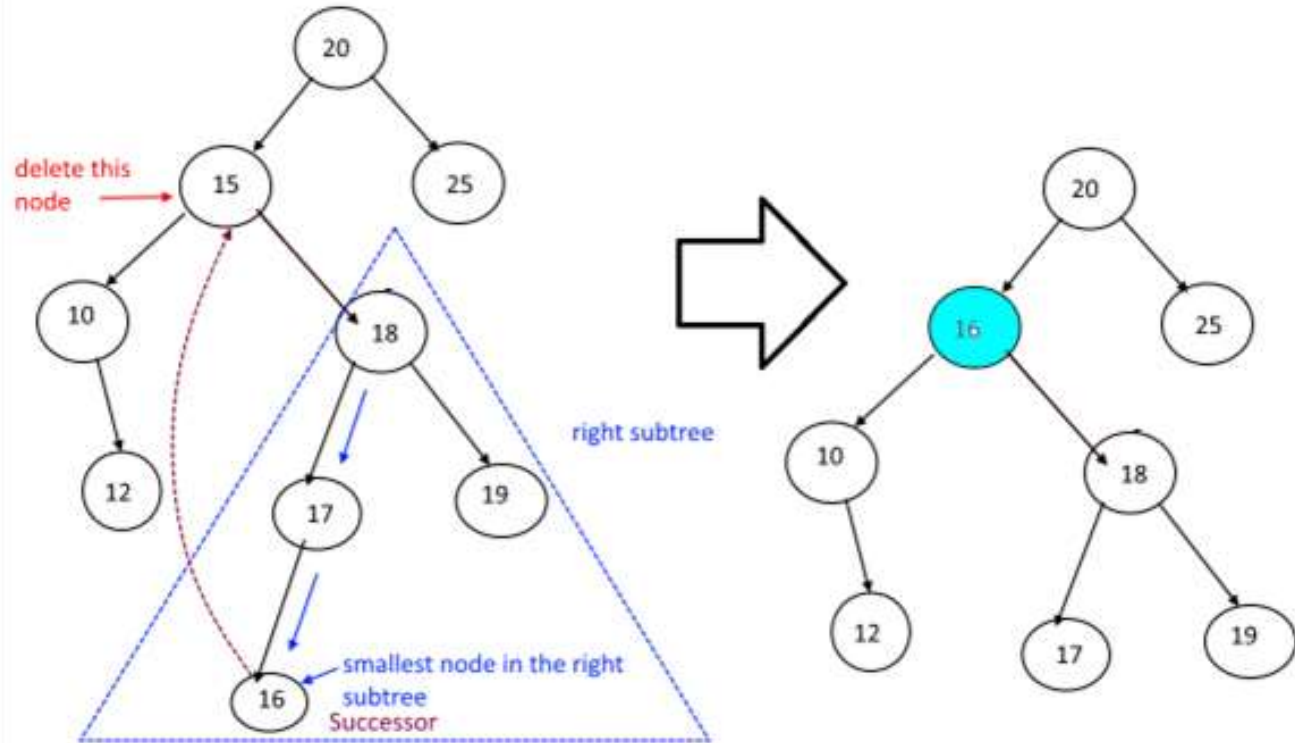 20
delete this
node
15
25
20
10
18
16
25
right subtree
10
18
12
17
19
12
17
19
16
smallest node in the right
subtree
Successor